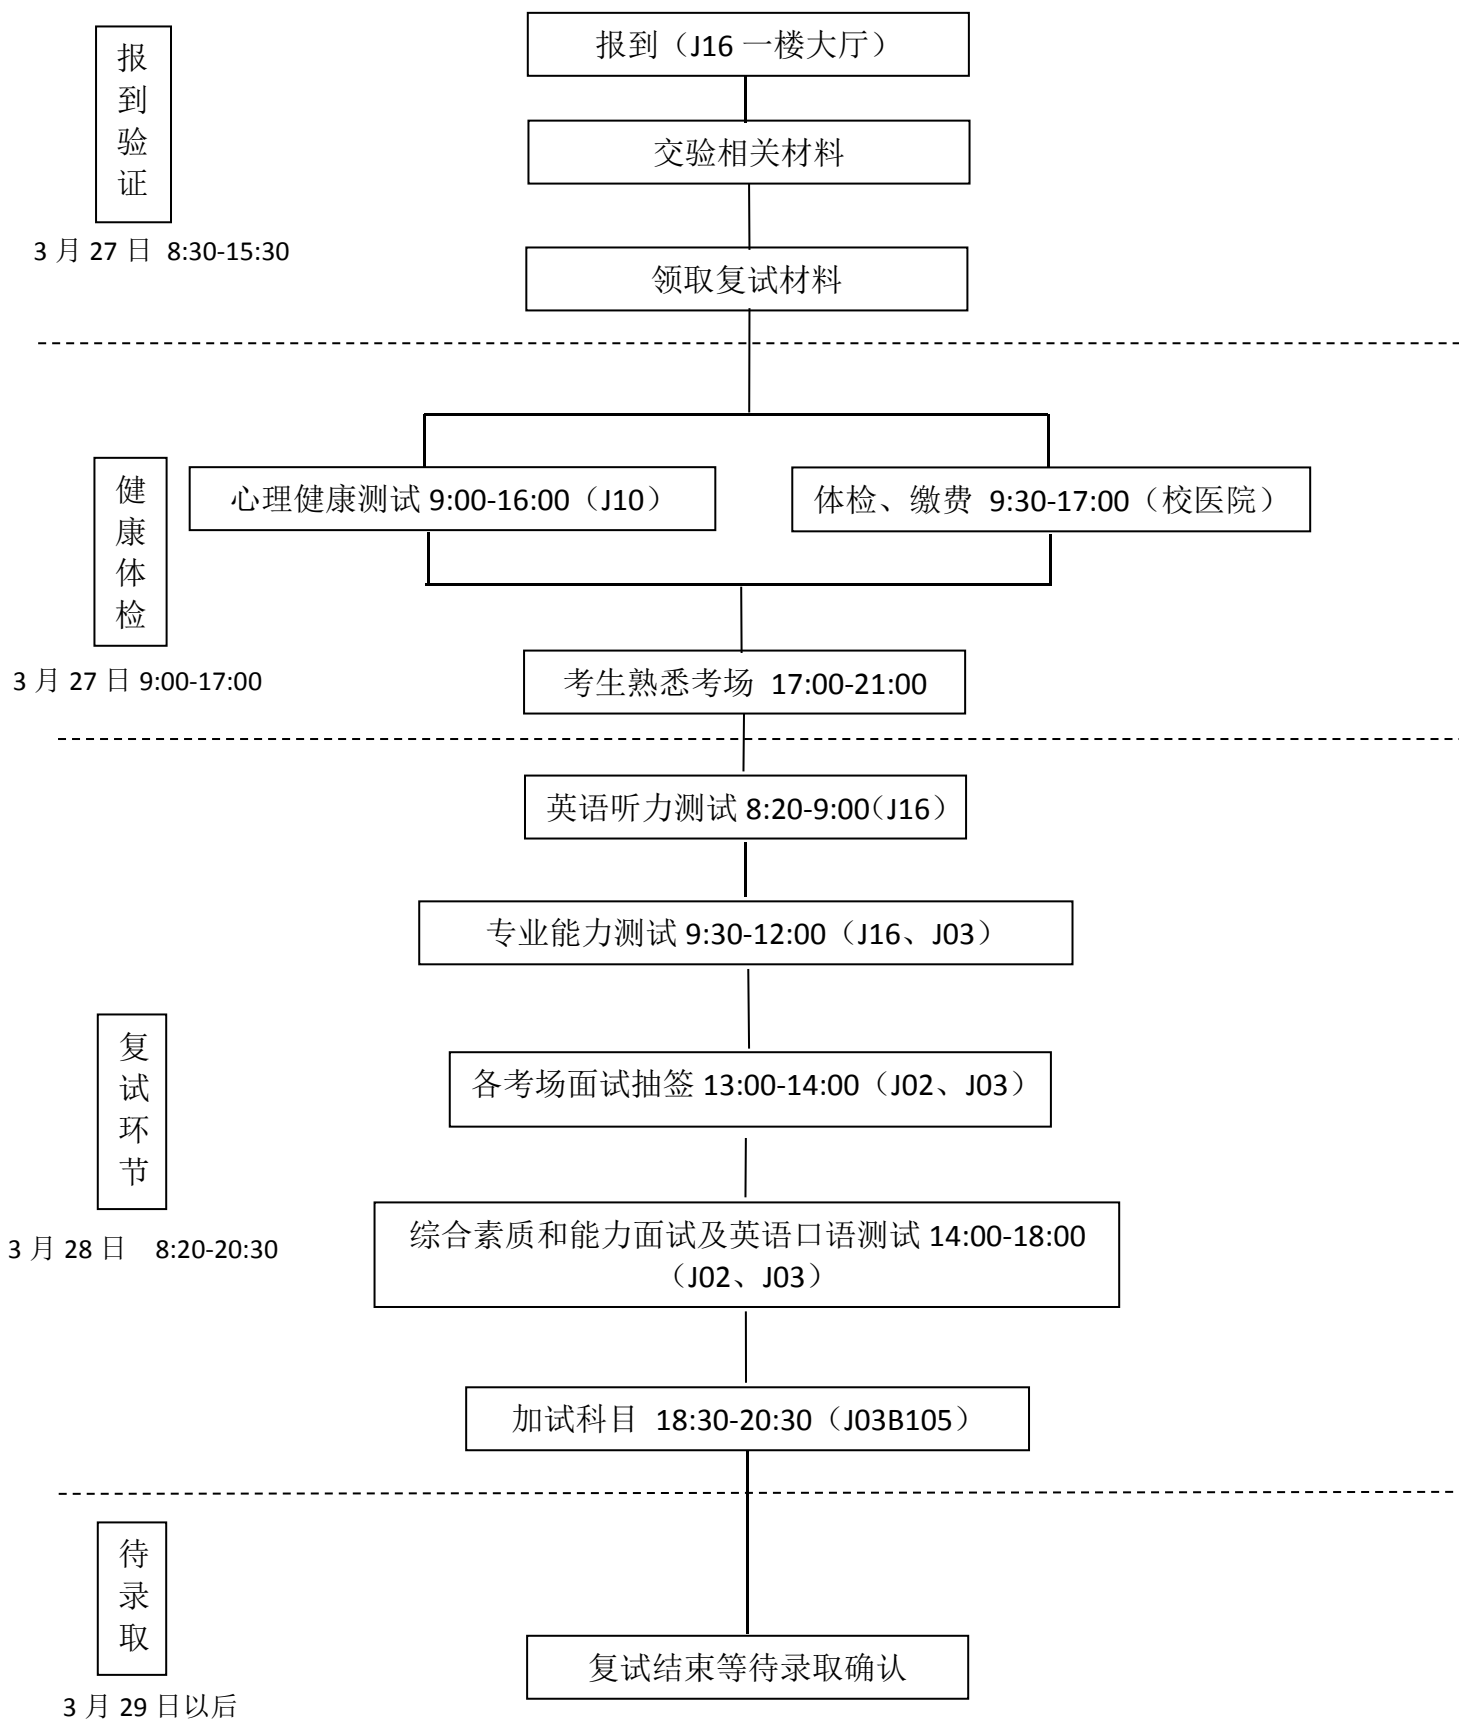 报到验证
3 月 27 日 8:30-15:30
报到（J16 一楼大厅）
交验相关材料
领取复试材料
健康体检
3 月 27 日 9:00-17:00
心理健康测试 9:00-16:00（J10）
体检、缴费 9:30-17:00（校医院）
考生熟悉考场 17:00-21:00
复试环节
3 月 28 日 8:20-20:30
英语听力测试 8:20-9:00（J16）
专业能力测试 9:30-12:00（J16、J03）
各考场面试抽签 13:00-14:00（J02、J03）
综合素质和能力面试及英语口语测试 14:00-18:00
（J02、J03）
加试科目 18:30-20:30（J03B105）
待录取
3 月 29 日以后
复试结束等待录取确认